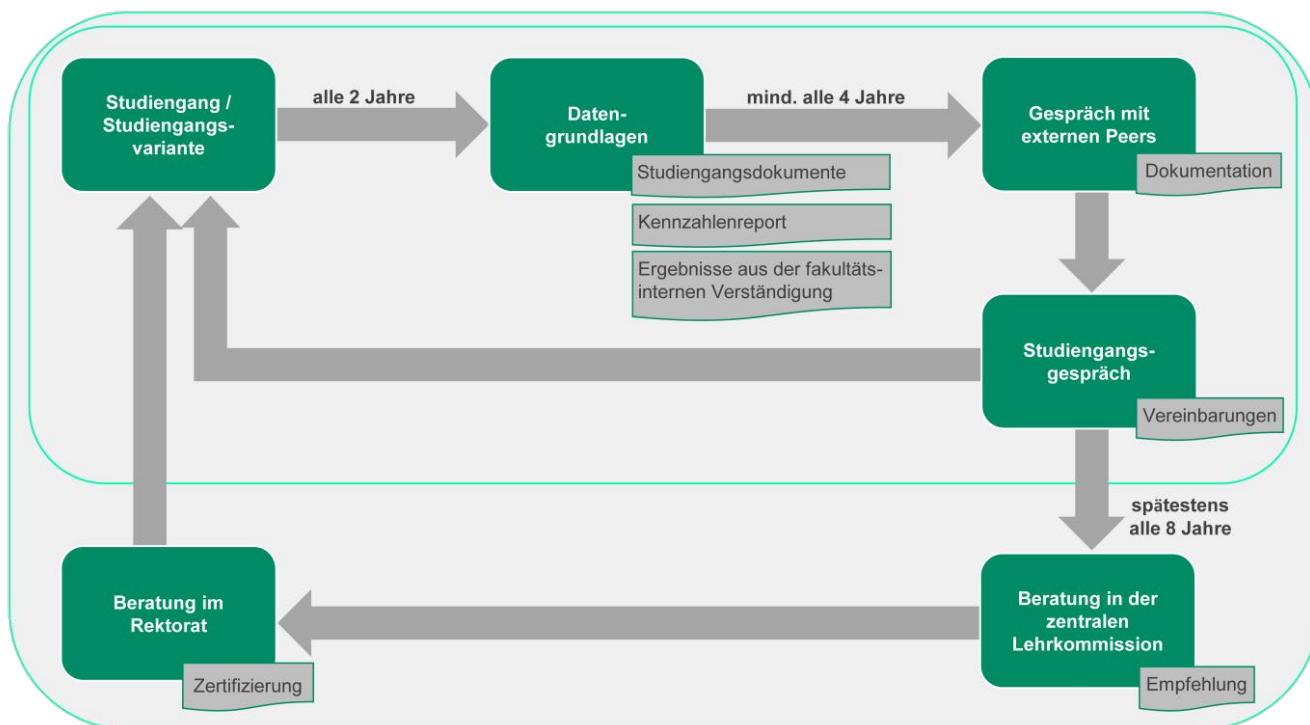 Studiengang /
Studiengangs-
variante
alle 2 Jahre
Daten-
grundlagen
Studiengangsdokumente
Kennzahlenreport
Ergebnisse aus der fakultäts-
internen Verständigung
mind. alle 4 Jahre
Gespräch mit
externen Peers
Dokumentation
Studiengangs-
gespräch
Vereinbarungen
spätestens
alle 8 Jahre
Beratung in der
zentralen
Lehrkommission
Empfehlung
Beratung im
Rektorat
Zertifizierung